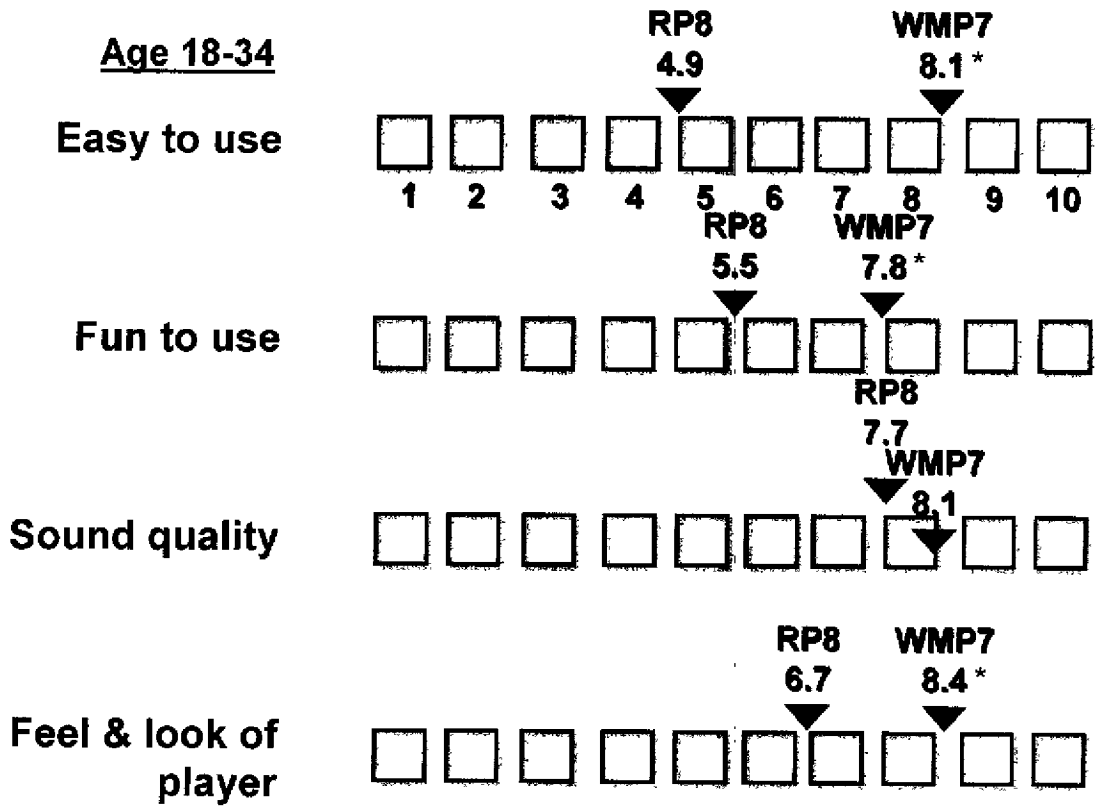 Age 18-34
RP8 WMP7
4.9 8.1 *
Easy to use
1 2 3 4 5 6 7 8 9 10
RP8 WMP7
5.5 7.8 *
Fun to use
RP8
7.7
WMP7
8.1
Sound quality
RP8 WMP7
6.7 8.4 *
Feel & look of
player